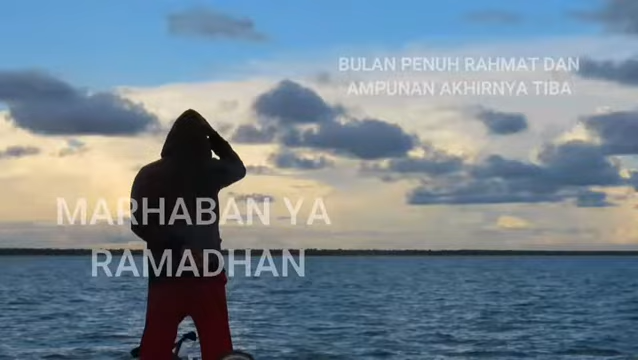 BULAN PENUH RAHMAT DAN
AMPUNAN AKHIRNYA TIBA
MARHABAN YA
RAMADHAN